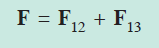 F = F₁₂ + F₁₃